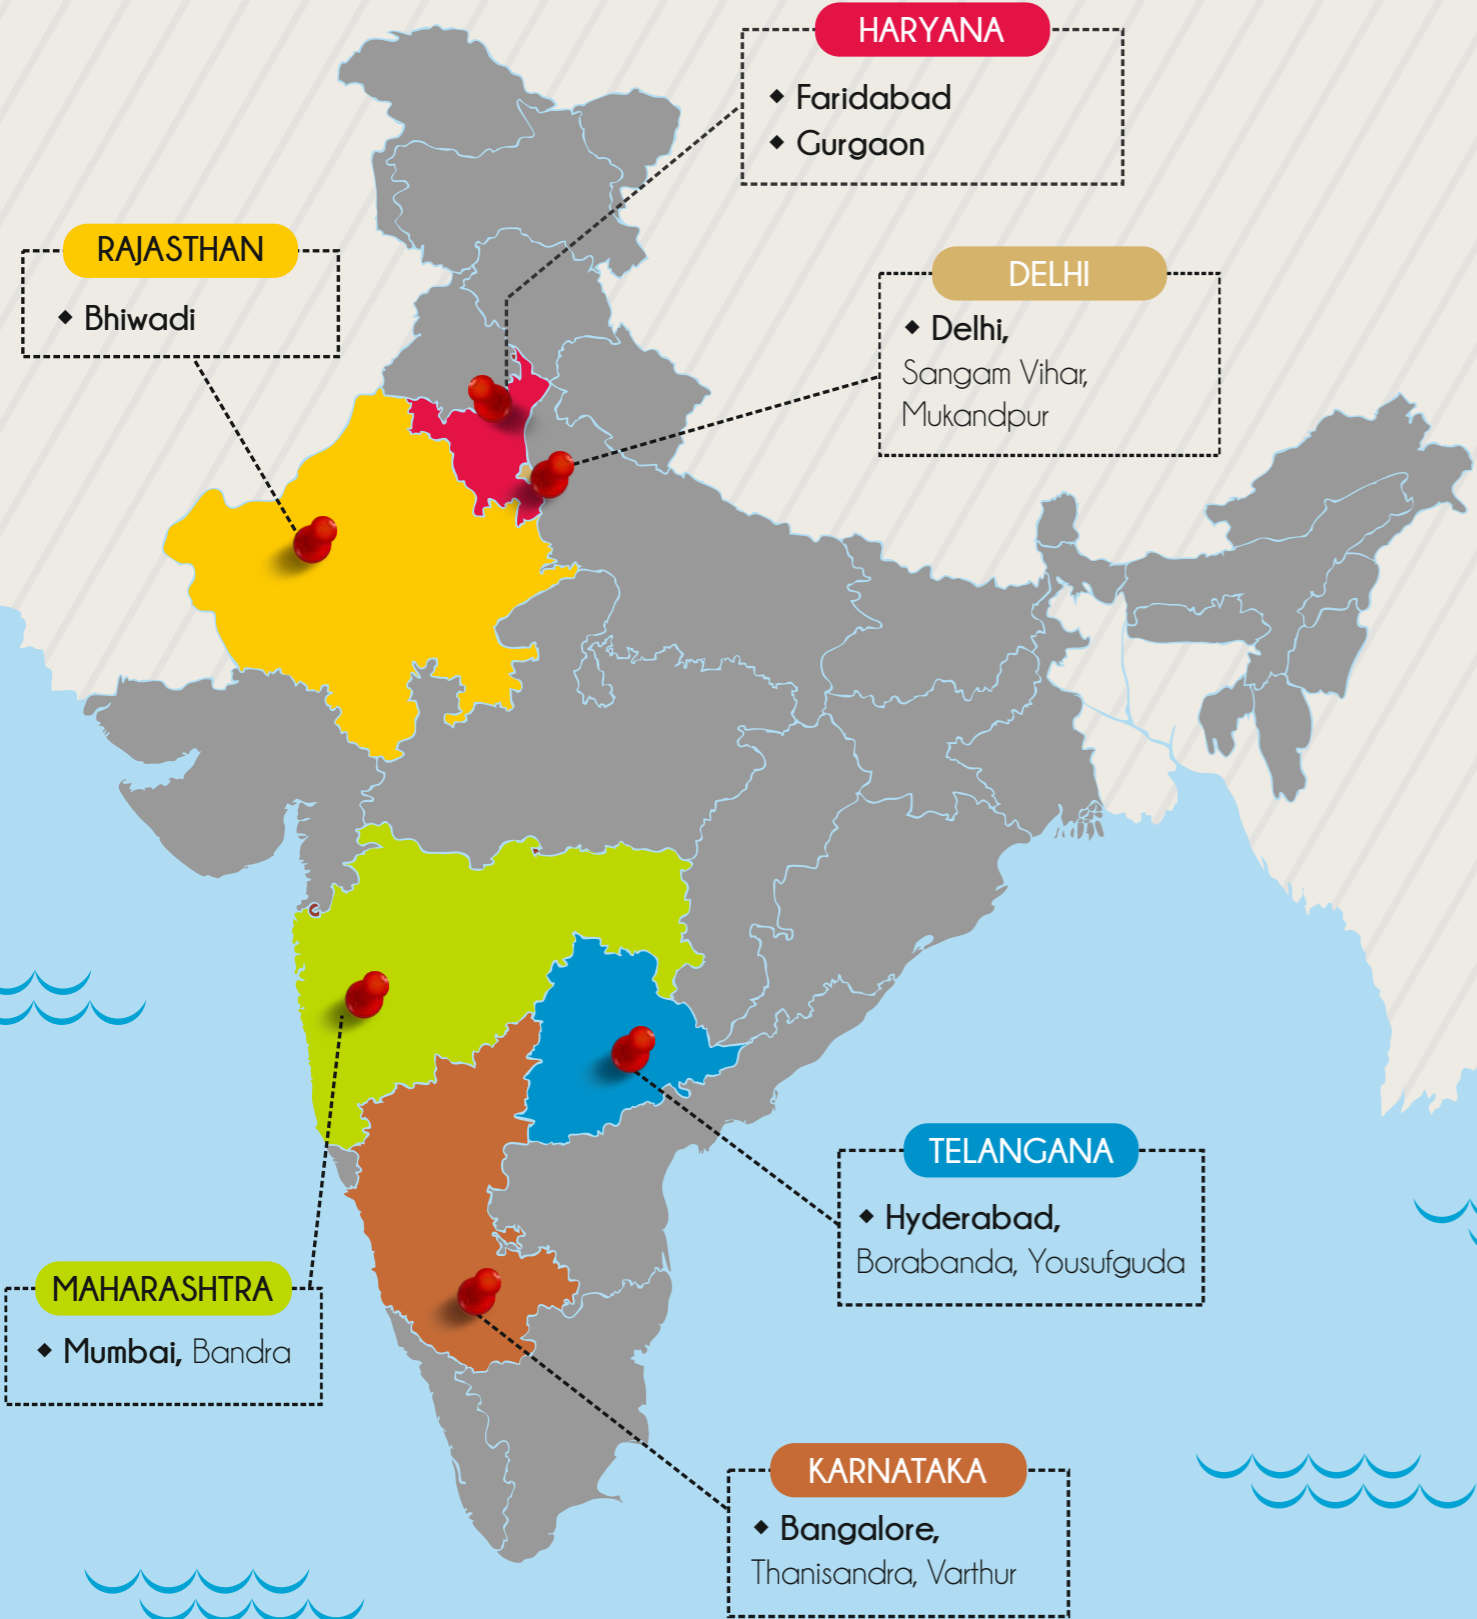 HARYANA
◆ Faridabad
◆ Gurgaon
RAJASTHAN
◆ Bhiwadi
DELHI
◆ Delhi,
Sangam Vihar,
Mukandpur
TELANGANA
◆ Hyderabad,
Borabanda, Yousufguda
MAHARASHTRA
◆ Mumbai, Bandra
KARNATAKA
◆ Bangalore,
Thanisandra, Varthur